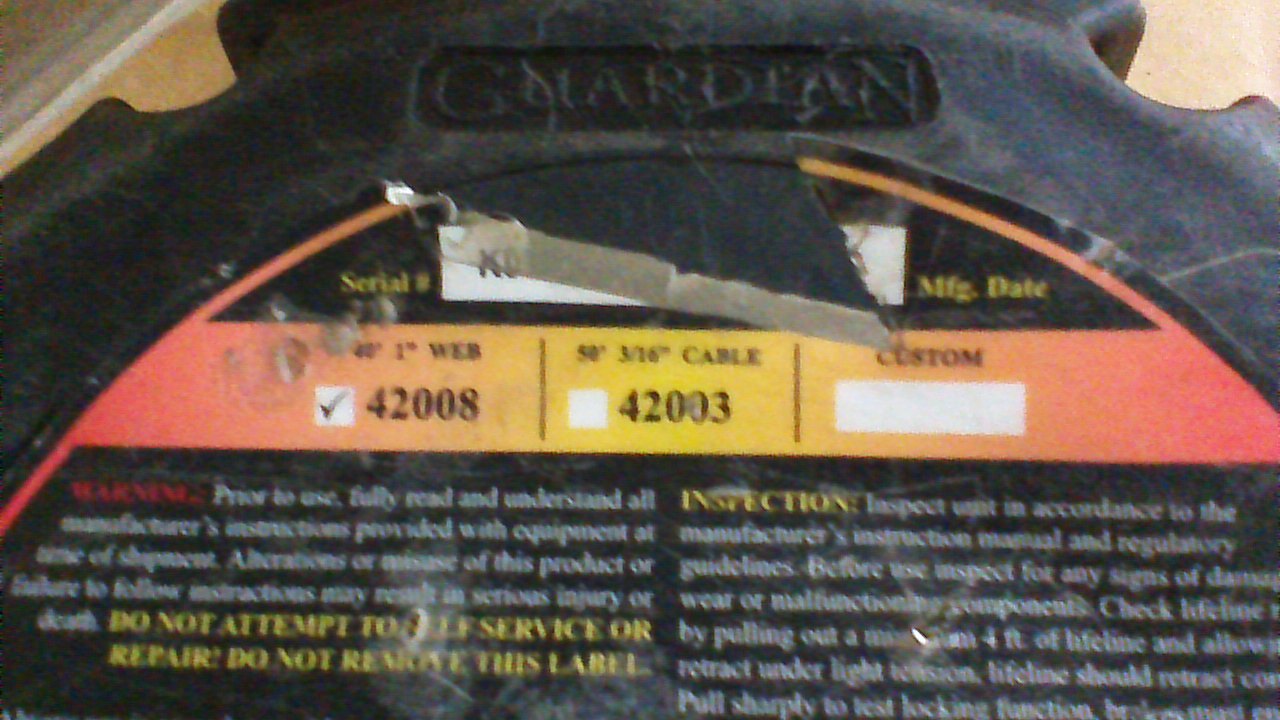 GUARDIAN
Serial #
Mfg. Date
40' 1" WEB
50' 3/16" CABLE
CUSTOM
✓ 42008
42003
WARNING: Prior to use, fully read and understand all
manufacturer's instructions provided with equipment at
time of shipment. Alterations or misuse of this product or
failure to follow instructions may result in serious injury or
death. DO NOT ATTEMPT TO SELF SERVICE OR
REPAIR! DO NOT REMOVE THIS LABEL.
INSPECTION: Inspect unit in accordance to the
manufacturer's instruction manual and regulatory
guidelines. Before use inspect for any signs of
wear or malfunctioning components. Check lifeline
by pulling out a 4 ft. of lifeline and
retract under light tension, lifeline should retract
Pull sharply to test locking function,